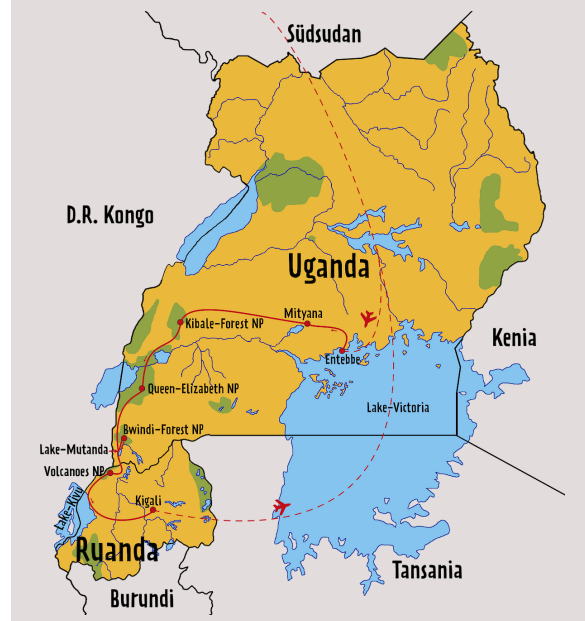 Südsudan
D.R. Kongo
Uganda
Mityana
Kibale-Forest NP
Kenia
Entebbe
Queen-Elizabeth NP
Lake-Victoria
Bwindi-Forest NP
Lake-Mutanda
Volcanoes NP
Lake-Kivu
Kigali
Ruanda
Tansania
Burundi